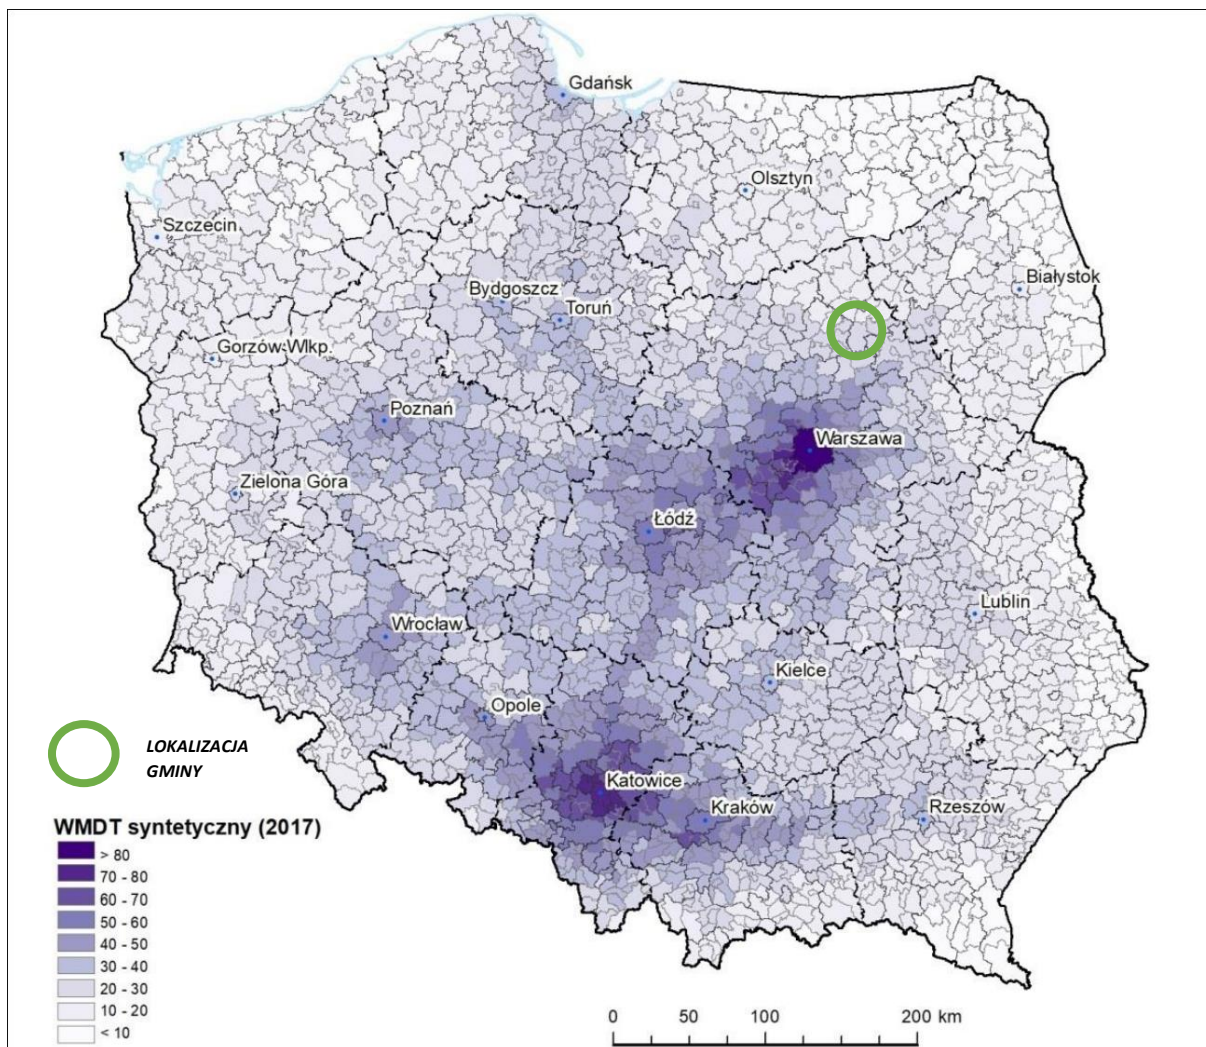 Gdańsk
Olsztyn
Szczecin
Białystok
Bydgoszcz
Toruń
Gorzów Wlkp.
Poznań
Warszawa
Zielona Góra
Łódź
Lublin
Wrocław
Kielce
Opole
LOKALIZACJA
GMINY
Katowice
Kraków
Rzeszów
WMDT syntetyczny (2017)
> 80
70 - 80
60 - 70
50 - 60
40 - 50
30 - 40
20 - 30
10 - 20
< 10
0 50 100 200 km